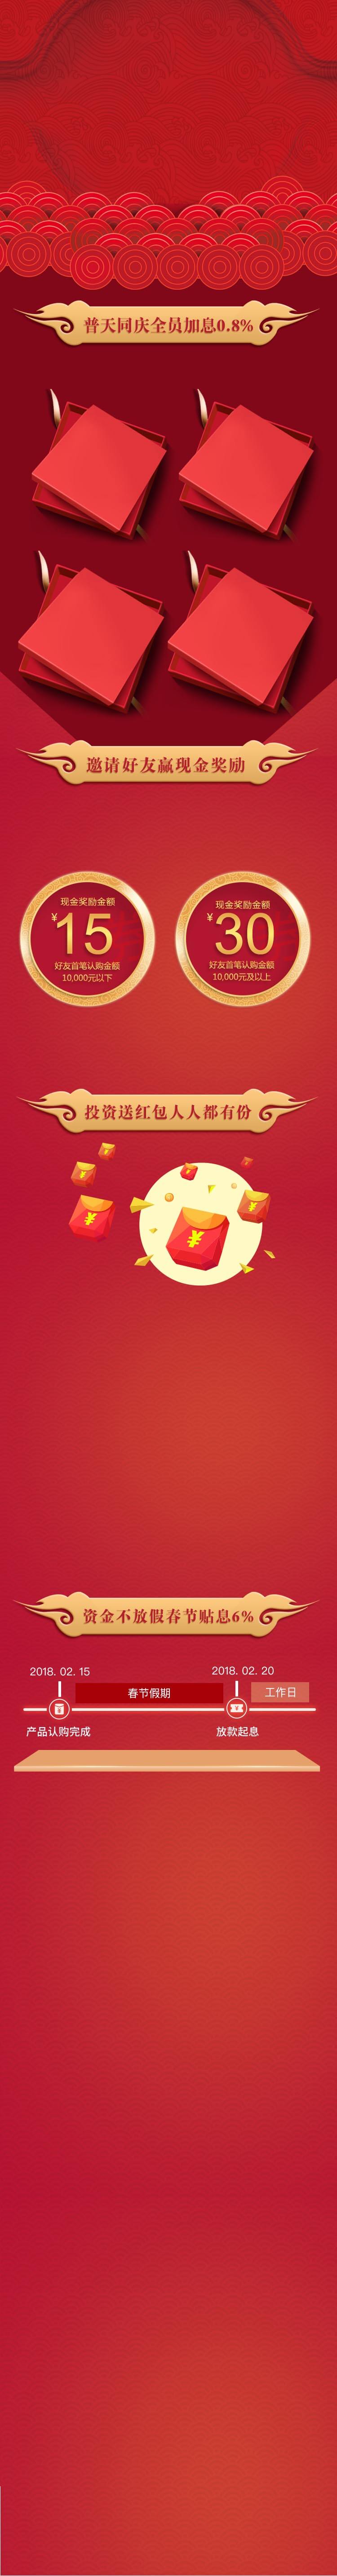 普天同庆全员加息0.8%
邀请好友赢现金奖励
现金奖励金额
¥15
好友首笔认购金额
10,000元以下
现金奖励金额
¥30
好友首笔认购金额
10,000元及以上
投资送红包人人都有份
¥
¥
¥
资金不放假春节贴息6%
2018. 02. 15
2018. 02. 20
春节假期
工作日
产品认购完成
放款起息